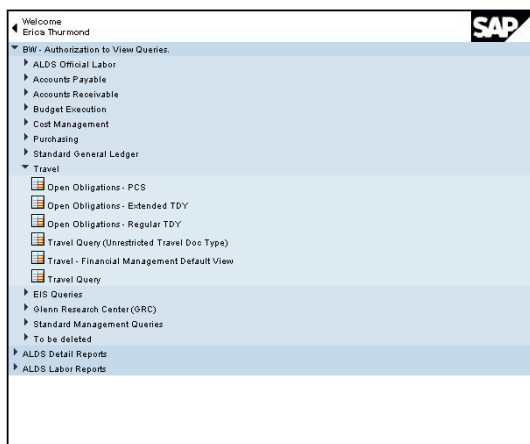 Welcome
Erica Thurmond
SAP
BW - Authorization to View Queries.
ALDS Official Labor
Accounts Payable
Accounts Receivable
Budget Execution
Cost Management
Purchasing
Standard General Ledger
Travel
Open Obligations - PCS
Open Obligations - Extended TDY
Open Obligations - Regular TDY
Travel Query (Unrestricted Travel Doc Type)
Travel - Financial Management Default View
Travel Query
EIS Queries
Glenn Research Center (GRC)
Standard Management Queries
To be deleted
ALDS Detail Reports
ALDS Labor Reports